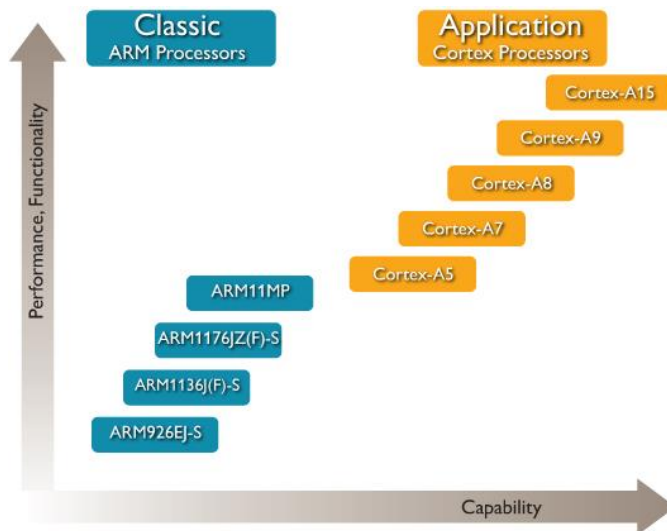 Classic
ARM Processors
Application
Cortex Processors
Performance, Functionality
Cortex-A15
Cortex-A9
Cortex-A8
Cortex-A7
Cortex-A5
ARM11MP
ARM1176JZ(F)-S
ARM1136J(F)-S
ARM926EJ-S
Capability